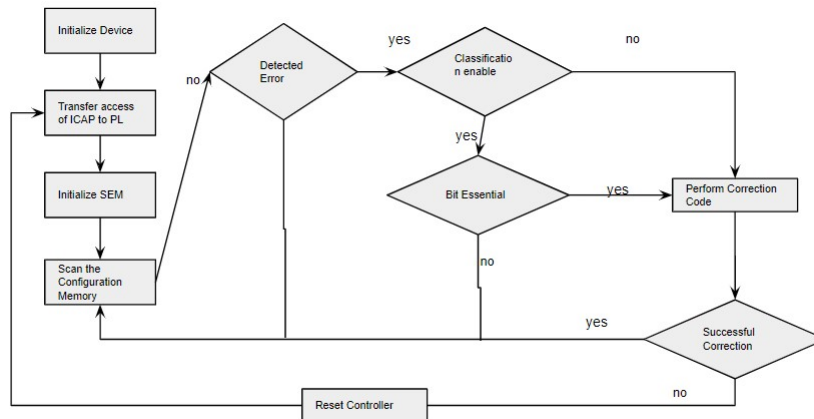 Initialize Device
Transfer access
of ICAP to PL
Initialize SEM
Scan the
Configuration
Memory
no
Detected
Error
yes
Classificatio
n enable
no
yes
Bit Essential
yes
no
Perform Correction
Code
Successful
Correction
yes
no
Reset Controller